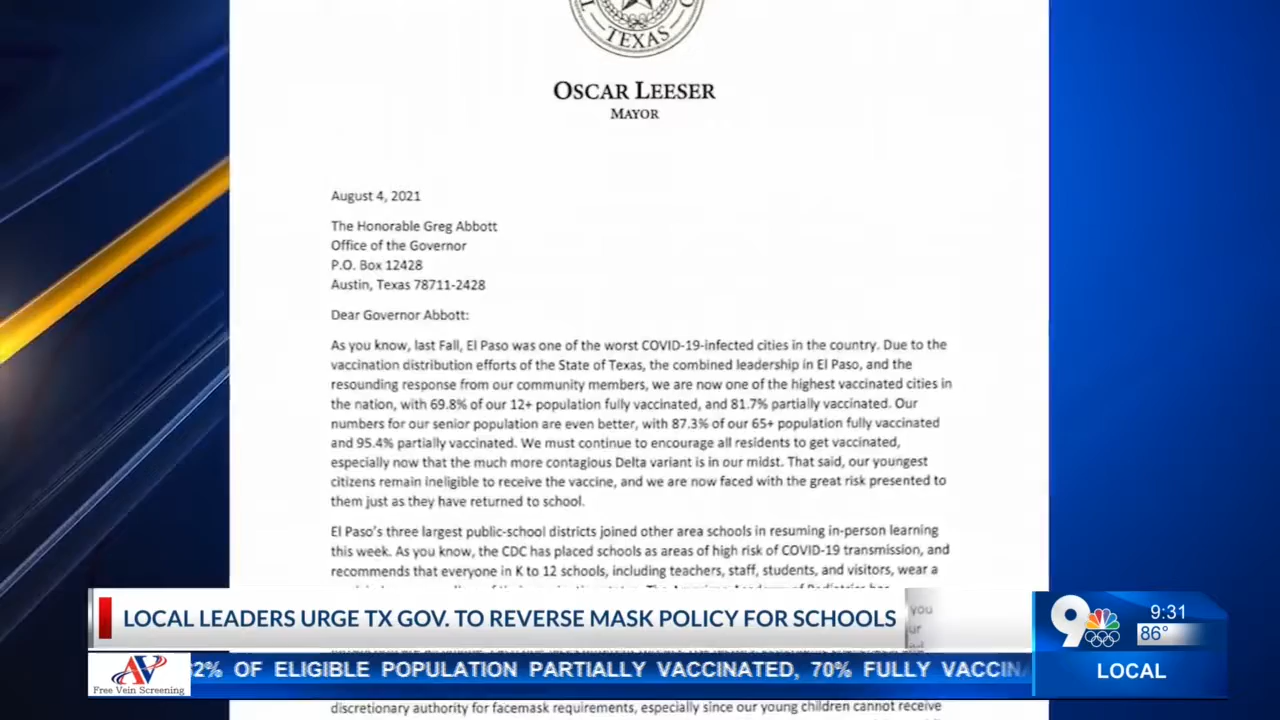 TEXAS
OSCAR LEESER
MAYOR
August 4, 2021
The Honorable Greg Abbott
Office of the Governor
P.O. Box 12428
Austin, Texas 78711-2428
Dear Governor Abbott:
As you know, last Fall, El Paso was one of the worst COVID-19-infected cities in the country. Due to the
vaccination distribution efforts of the State of Texas, the combined leadership in El Paso, and the
resounding response from our community members, we are now one of the highest vaccinated cities in
the nation, with 69.8% of our 12+ population fully vaccinated, and 81.7% partially vaccinated. Our
numbers for our senior population are even better, with 87.3% of our 65+ population fully vaccinated
and 95.4% partially vaccinated. We must continue to encourage all residents to get vaccinated,
especially now that the much more contagious Delta variant is in our midst. That said, our youngest
citizens remain ineligible to receive the vaccine, and we are now faced with the great risk presented to
them just as they have returned to school.
El Paso's three largest public-school districts joined other area schools in resuming in-person learning
this week. As you know, the CDC has placed schools as areas of high risk of COVID-19 transmission, and
recommends that everyone in K to 12 schools, including teachers, staff, students, and visitors, wear a
you
LOCAL LEADERS URGE TX GOV. TO REVERSE MASK POLICY FOR SCHOOLS
9
9:31
86°
LOCAL
AV
Free Vein Screening
2% OF ELIGIBLE POPULATION PARTIALLY VACCINATED, 70% FULLY VACCIN
discretionary authority for facemask requirements, especially since our young children cannot receive